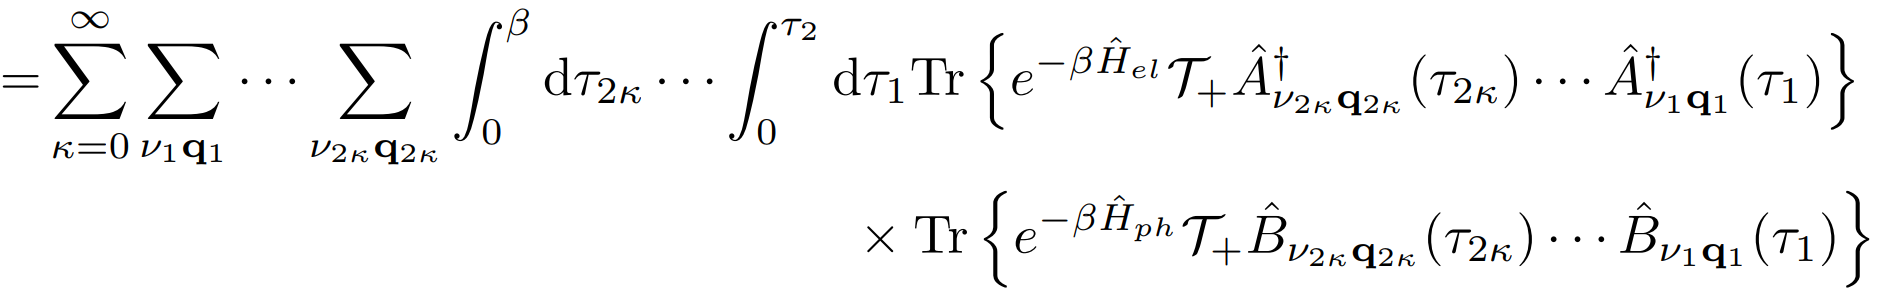 $= \sum_{\kappa=0}^{\infty} \sum_{\nu_1 \mathbf{q}_1} \cdots \sum_{\nu_{2\kappa} \mathbf{q}_{2\kappa}} \int_0^{\beta} \mathrm{d}\tau_{2\kappa} \cdots \int_0^{\tau_2} \mathrm{d}\tau_1 \mathrm{Tr} \left\{ e^{-\beta \hat{H}_{el}} \mathcal{T}_+ \hat{A}^{\dagger}_{\nu_{2\kappa} \mathbf{q}_{2\kappa}}(\tau_{2\kappa}) \cdots \hat{A}^{\dagger}_{\nu_1 \mathbf{q}_1}(\tau_1) \right\}$
$\times \mathrm{Tr} \left\{ e^{-\beta \hat{H}_{ph}} \mathcal{T}_+ \hat{B}_{\nu_{2\kappa} \mathbf{q}_{2\kappa}}(\tau_{2\kappa}) \cdots \hat{B}_{\nu_1 \mathbf{q}_1}(\tau_1) \right\}$